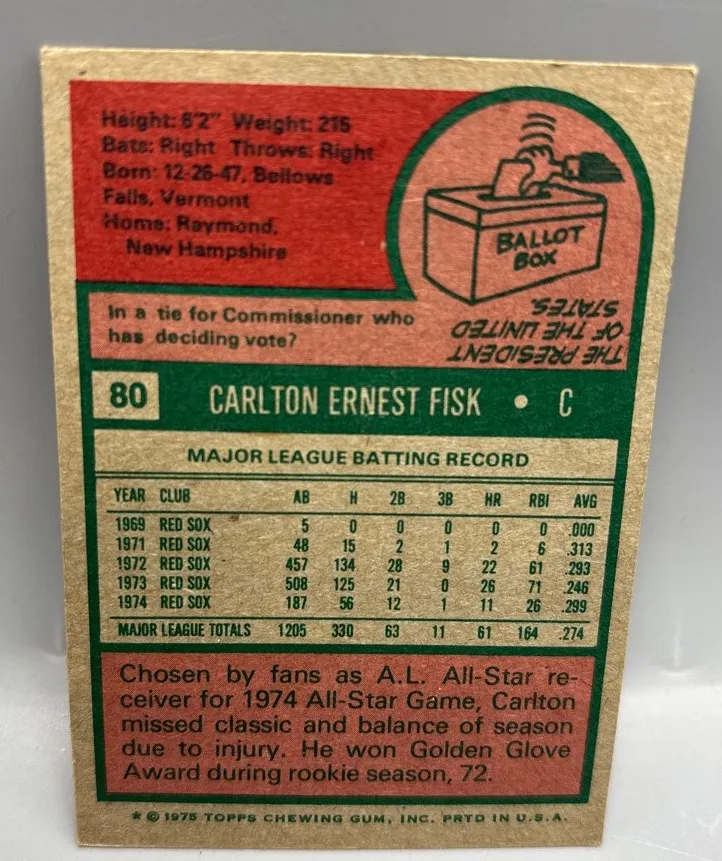 Height: 6'2" Weight: 215
Bats: Right Throws: Right
Born: 12-26-47, Bellows
Falls, Vermont
Home: Raymond,
New Hampshire
BALLOT
BOX
In a tie for Commissioner who
has deciding vote?
THE PRESIDENT
OF THE UNITED
STATES.
80 CARLTON ERNEST FISK • C
MAJOR LEAGUE BATTING RECORD
YEAR CLUB AB H 2B 3B HR RBI AVG
1969 RED SOX 5 0 0 0 0 0 .000
1971 RED SOX 48 15 2 1 2 6 .313
1972 RED SOX 457 134 28 9 22 61 .293
1973 RED SOX 508 125 21 0 26 71 .246
1974 RED SOX 187 56 12 1 11 26 .299
MAJOR LEAGUE TOTALS 1205 330 63 11 61 164 .274
Chosen by fans as A.L. All-Star re-
ceiver for 1974 All-Star Game, Carlton
missed classic and balance of season
due to injury. He won Golden Glove
Award during rookie season, 72.
* © 1975 TOPPS CHEWING GUM, INC. PRTD IN U.S.A.